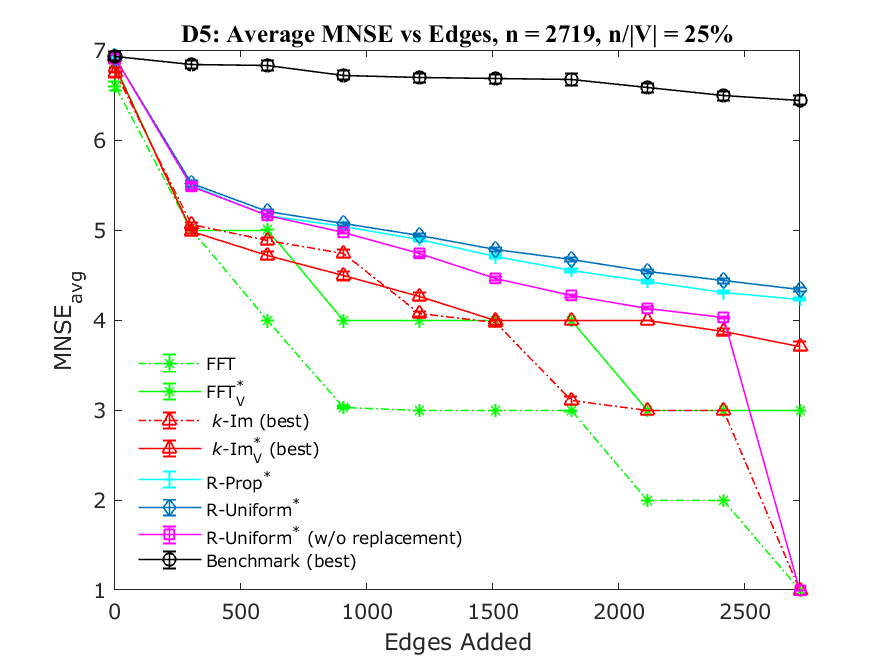 D5: Average MNSE vs Edges, n = 2719, n/|V| = 25%
7
6
5
4
3
2
1
MNSE_avg
FFT
FFT*_V
k-Im (best)
k-Im*_V (best)
R-Prop*
R-Uniform*
R-Uniform* (w/o replacement)
Benchmark (best)
0 500 1000 1500 2000 2500
Edges Added